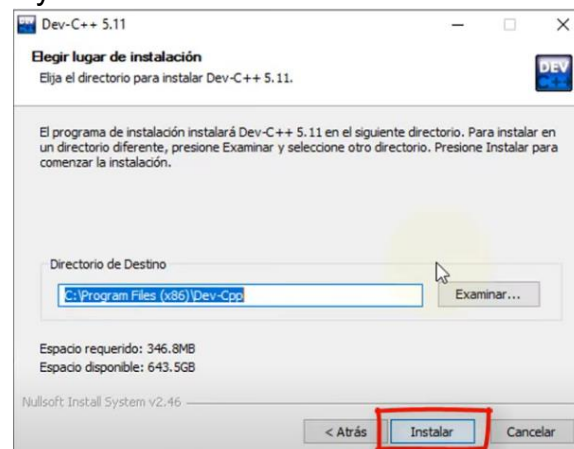 Dev-C++ 5.11
Elegir lugar de instalación
Elija el directorio para instalar Dev-C++ 5.11.
DEV
C++
El programa de instalación instalará Dev-C++ 5.11 en el siguiente directorio. Para instalar en
un directorio diferente, presione Examinar y seleccione otro directorio. Presione Instalar para
comenzar la instalación.
Directorio de Destino
C:\Program Files (x86)\Dev-Cpp
Examinar...
Espacio requerido: 346.8MB
Espacio disponible: 643.5GB
Nullsoft Install System v2.46
< Atrás Instalar Cancelar